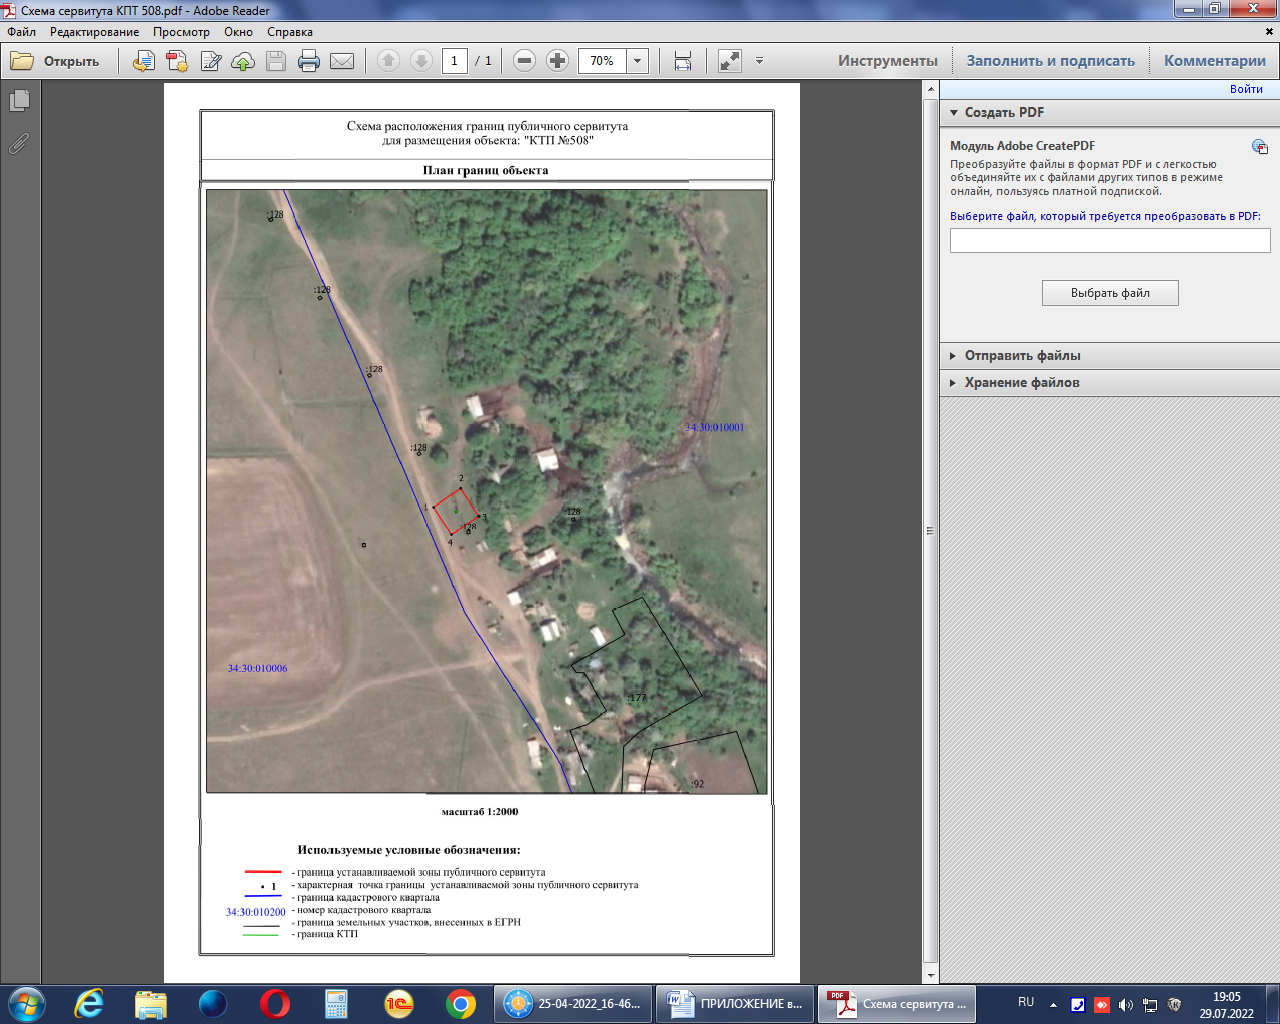 Схема сервитута КПТ 508.pdf - Adobe Reader
Файл Редактирование Просмотр Окно Справка
Открыть 1 / 1 70% Инструменты Заполнить и подписать Комментарии
Войти
Создать PDF
Модуль Adobe CreatePDF
Преобразуйте файлы в формат PDF и с легкостью
объединяйте их с файлами других типов в режиме
онлайн, пользуясь платной подпиской.
Выберите файл, который требуется преобразовать в PDF:
Выбрать файл
Отправить файлы
Хранение файлов
Схема расположения границ публичного сервитута
для размещения объекта: "КТП №508"
План границ объекта
:128
:128
:128
34:30:010001
:128
2
1
:128
3
:128
4
34:30:010006
:177
:92
масштаб 1:2000
Используемые условные обозначения:
- граница устанавливаемой зоны публичного сервитута
• 1 - характерная точка границы устанавливаемой зоны публичного сервитута
- граница кадастрового квартала
34:30:010200 - номер кадастрового квартала
- граница земельных участков, внесенных в ЕГРН
- граница КТП
25-04-2022_16-46... ПРИЛОЖЕНИЕ в... Схема сервитута ... RU 19:05
29.07.2022